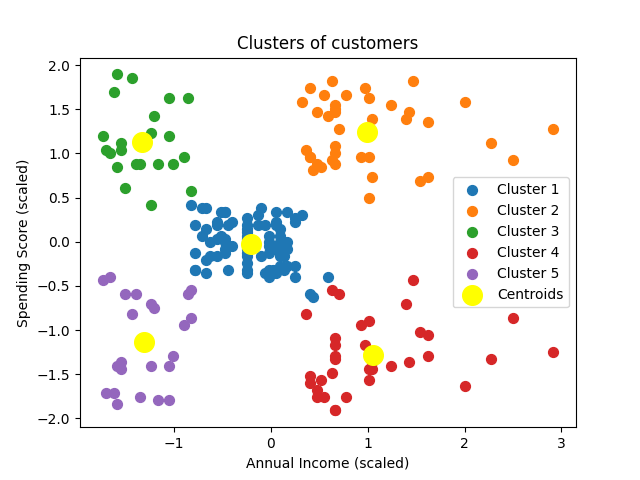 Clusters of customers
Spending Score (scaled)
2.0
1.5
1.0
0.5
0.0
−0.5
−1.0
−1.5
−2.0
Cluster 1
Cluster 2
Cluster 3
Cluster 4
Cluster 5
Centroids
−1 0 1 2 3
Annual Income (scaled)